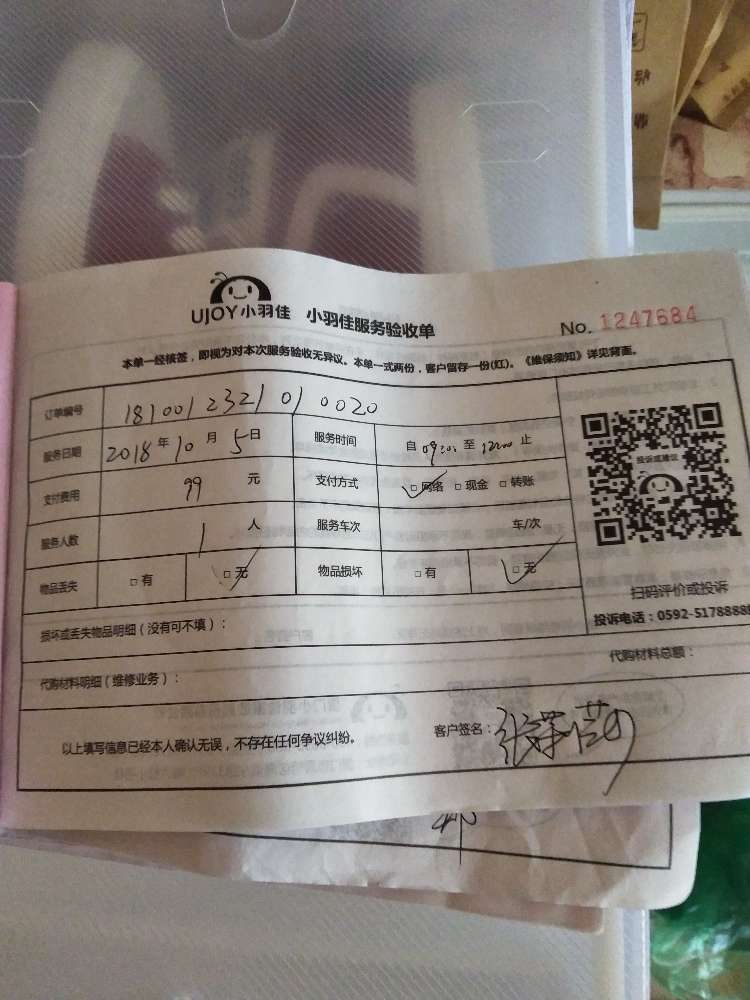 UJOY小羽佳 小羽佳服务验收单 No. 1247684
本单一经核签，即视为对本次服务验收无异议。本单一式两份，客户留存一份(红)。《维保须知》详见背面。
订单编号 181001232101 0020
服务日期 2018年10月5日 服务时间 自09:00至12:00止
支付费用 99 元 支付方式 □网络 □现金 □转账
服务人数 1 人 服务车次 车/次
物品丢失 □有 □无 物品损坏 □有 □无
投诉或建议
扫码评价或投诉
投诉电话：0592-5178888
损坏或丢失物品明细（没有可不填）：
代购材料明细（维修业务）： 代购材料总额：
以上填写信息已经本人确认无误，不存在任何争议纠纷。 客户签名：